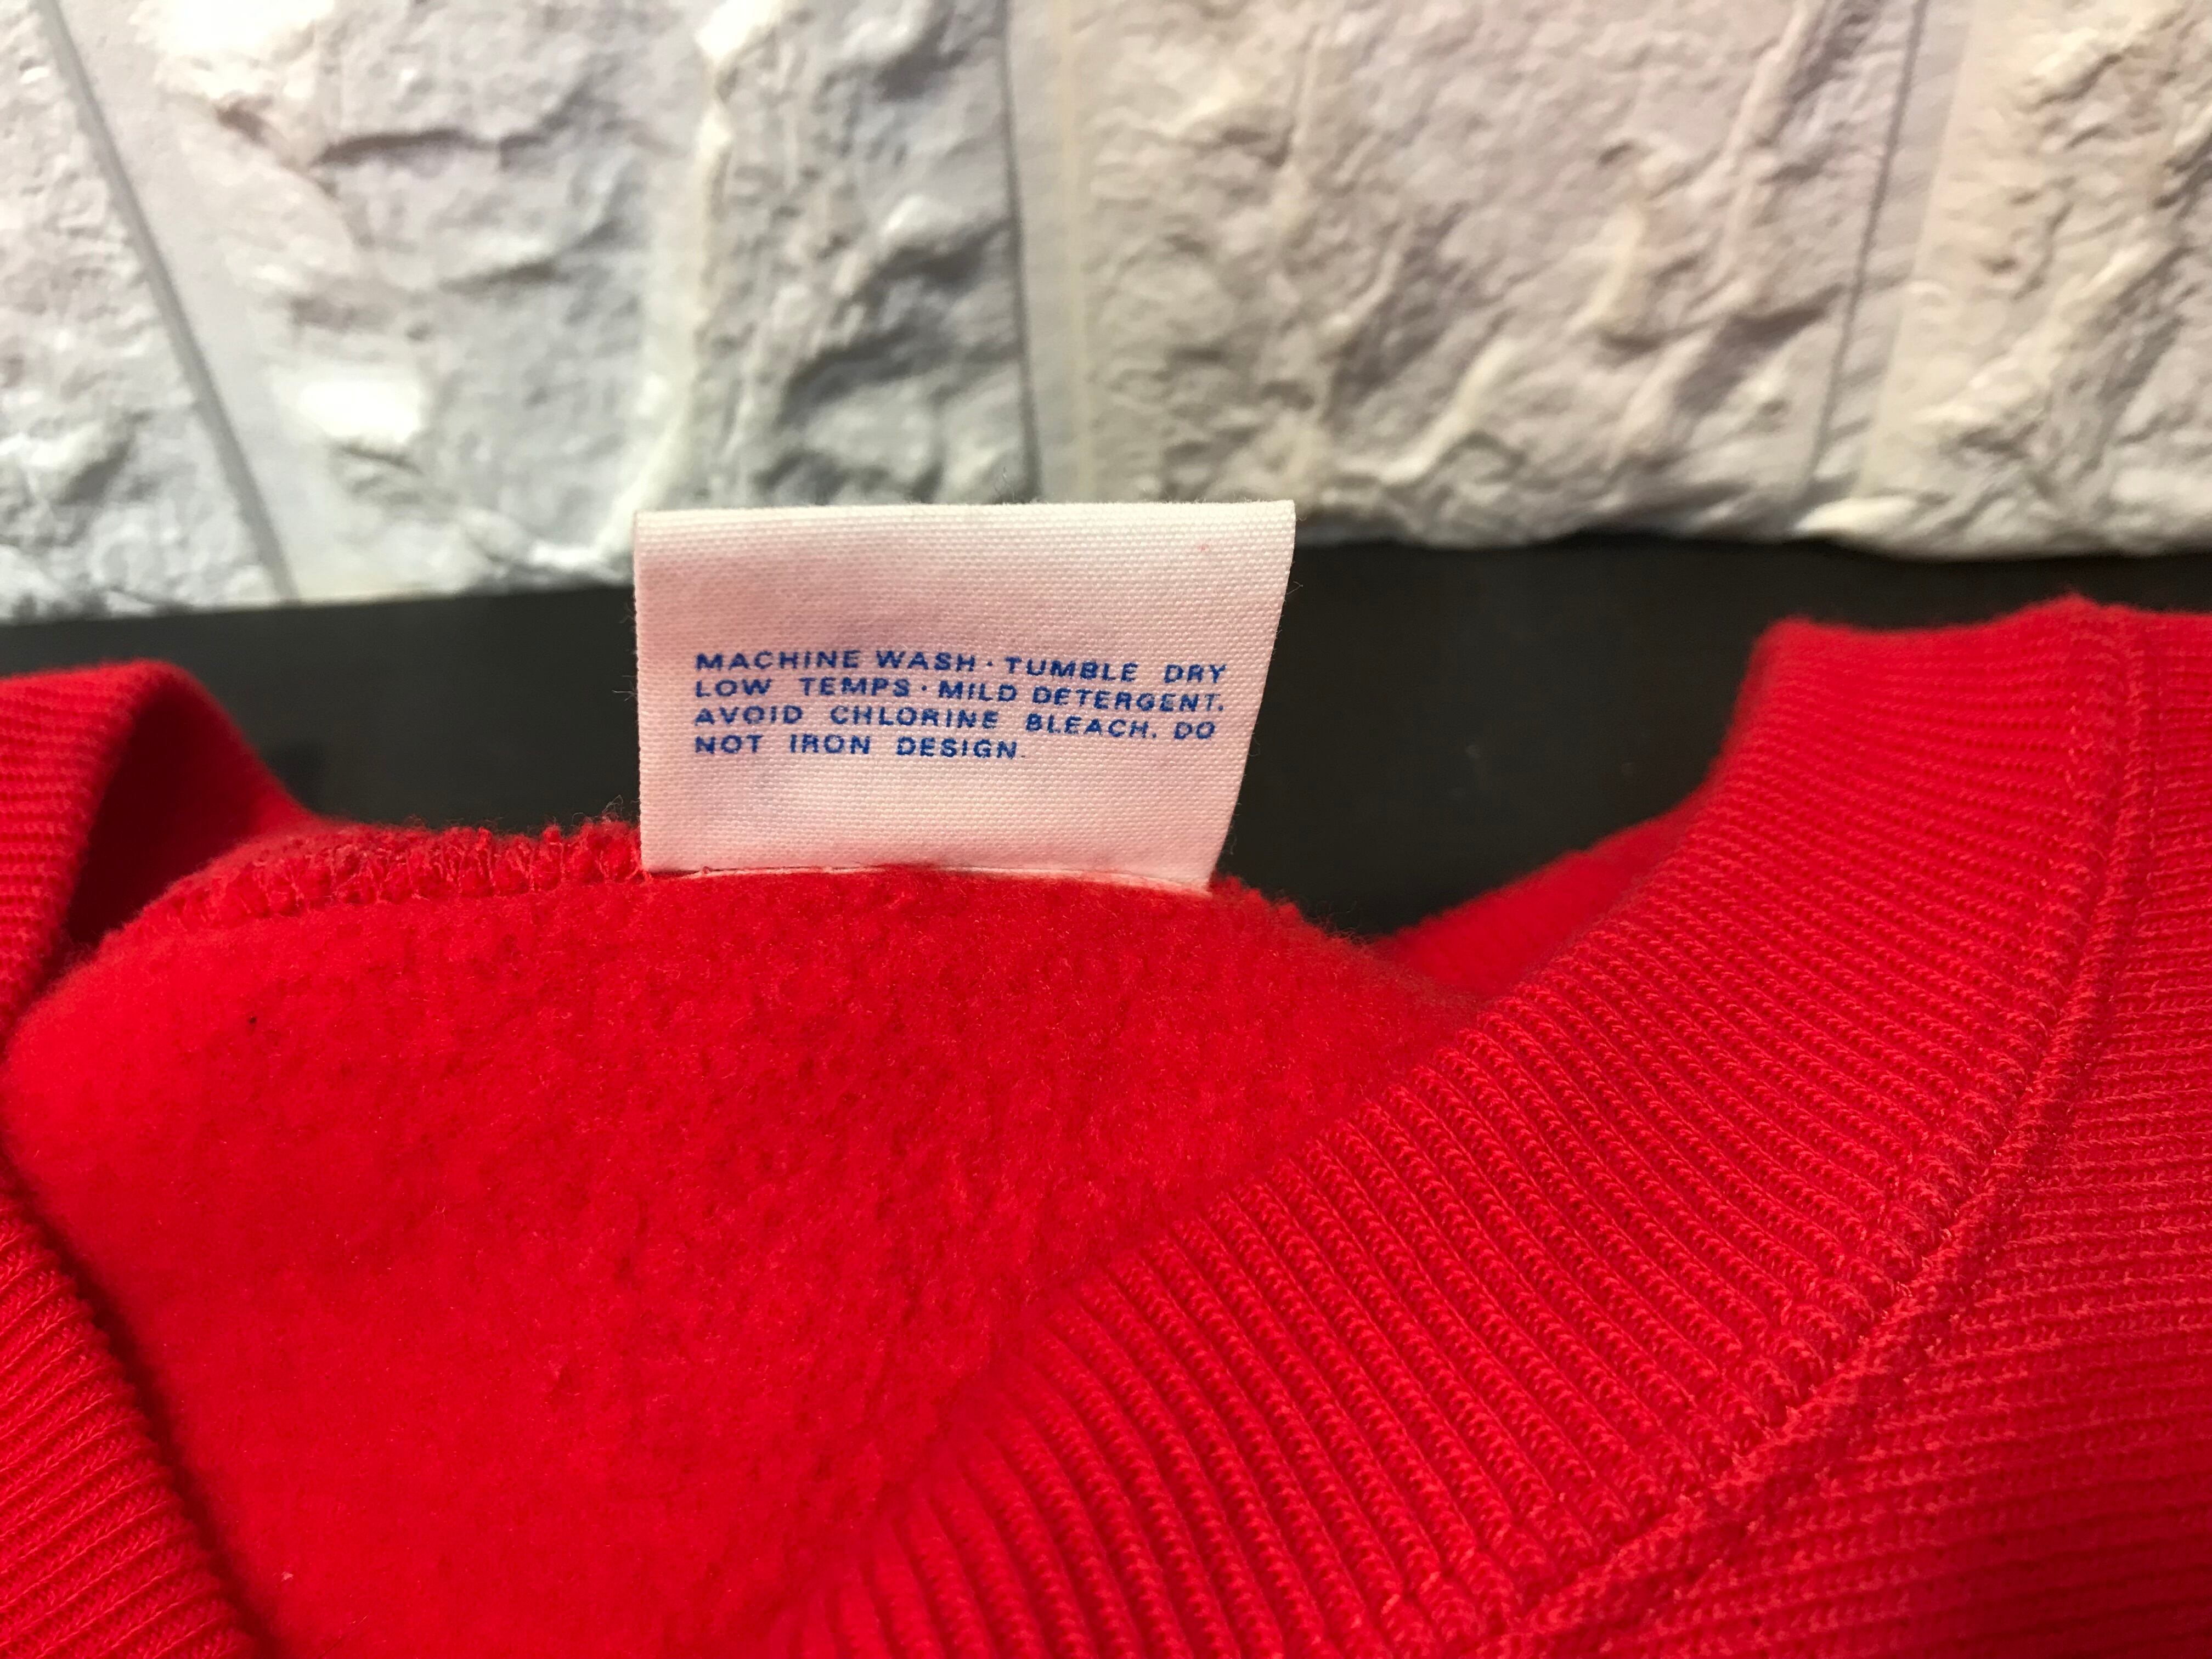 MACHINE WASH · TUMBLE DRY
LOW TEMPS · MILD DETERGENT.
AVOID CHLORINE BLEACH. DO
NOT IRON DESIGN.